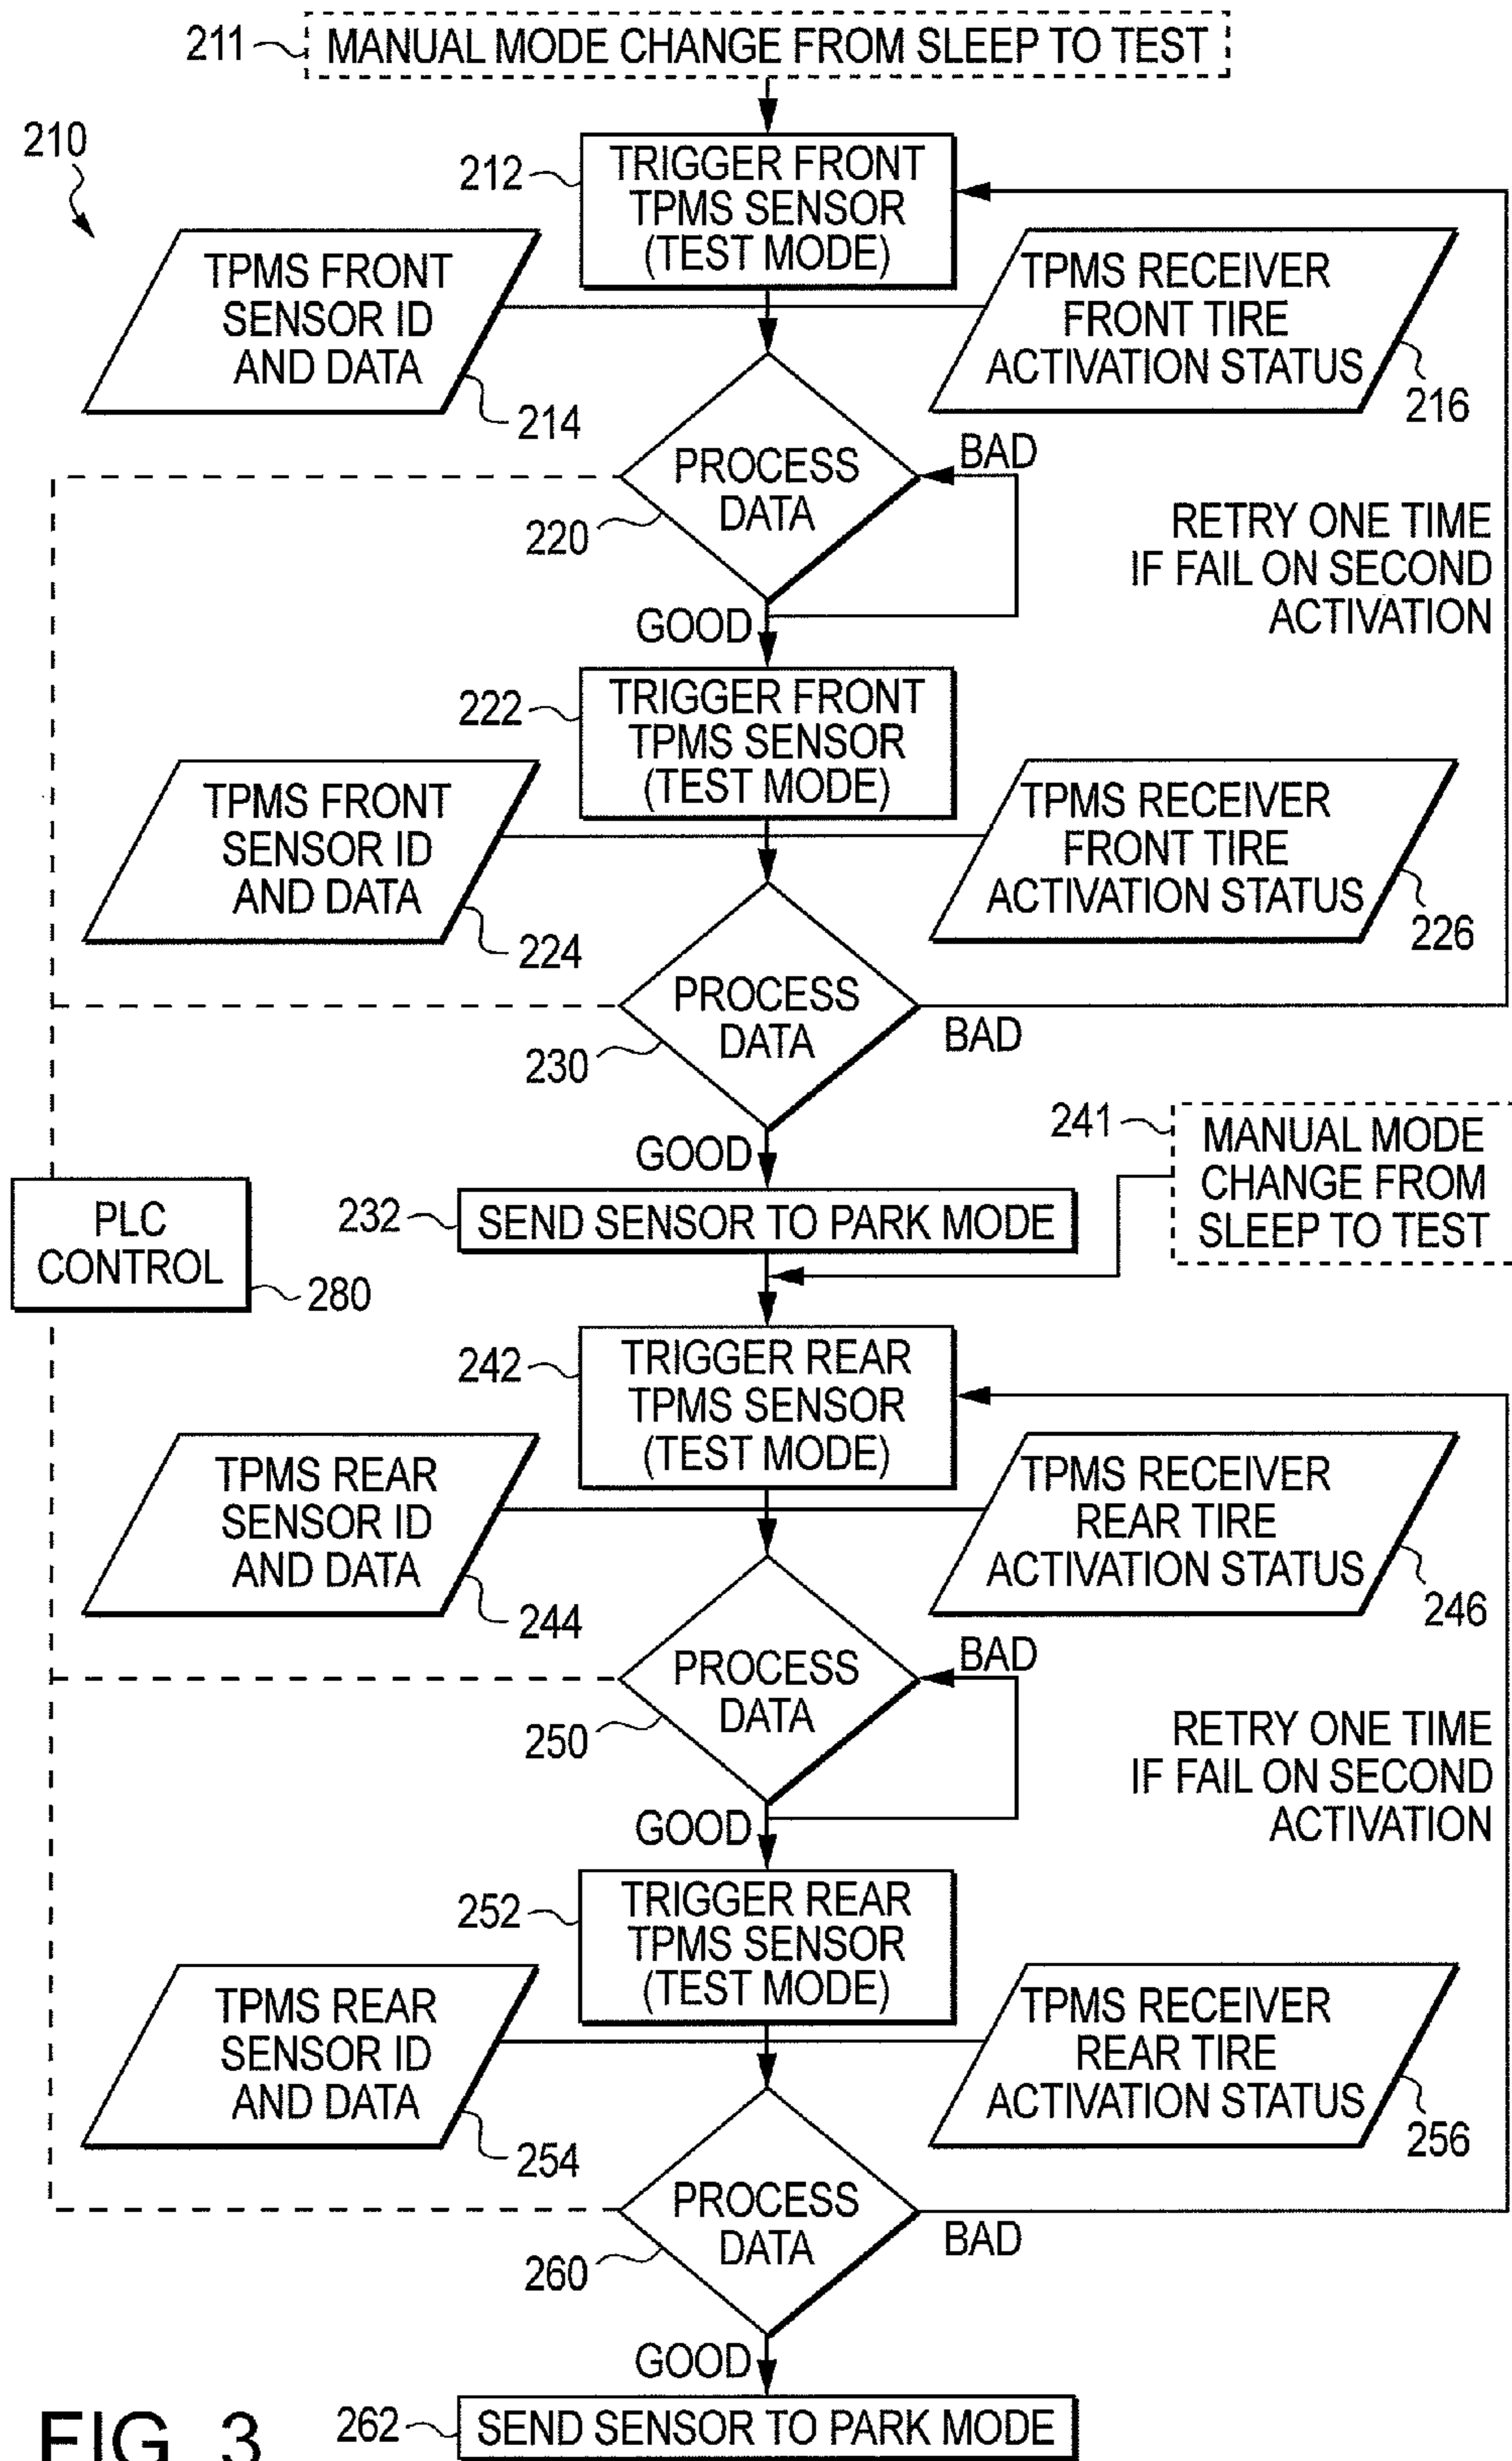 211
MANUAL MODE CHANGE FROM SLEEP TO TEST
210
212
TRIGGER FRONT
TPMS SENSOR
(TEST MODE)
TPMS FRONT
SENSOR ID
AND DATA
214
TPMS RECEIVER
FRONT TIRE
ACTIVATION STATUS
216
PROCESS
DATA
220
BAD
RETRY ONE TIME
IF FAIL ON SECOND
ACTIVATION
GOOD
222
TRIGGER FRONT
TPMS SENSOR
(TEST MODE)
TPMS FRONT
SENSOR ID
AND DATA
224
TPMS RECEIVER
FRONT TIRE
ACTIVATION STATUS
226
PROCESS
DATA
230
BAD
GOOD
241
MANUAL MODE
CHANGE FROM
SLEEP TO TEST
PLC
CONTROL
280
232
SEND SENSOR TO PARK MODE
242
TRIGGER REAR
TPMS SENSOR
(TEST MODE)
TPMS REAR
SENSOR ID
AND DATA
244
TPMS RECEIVER
REAR TIRE
ACTIVATION STATUS
246
PROCESS
DATA
250
BAD
RETRY ONE TIME
IF FAIL ON SECOND
ACTIVATION
GOOD
252
TRIGGER REAR
TPMS SENSOR
(TEST MODE)
TPMS REAR
SENSOR ID
AND DATA
254
TPMS RECEIVER
REAR TIRE
ACTIVATION STATUS
256
PROCESS
DATA
260
BAD
GOOD
262
SEND SENSOR TO PARK MODE
FIG. 3